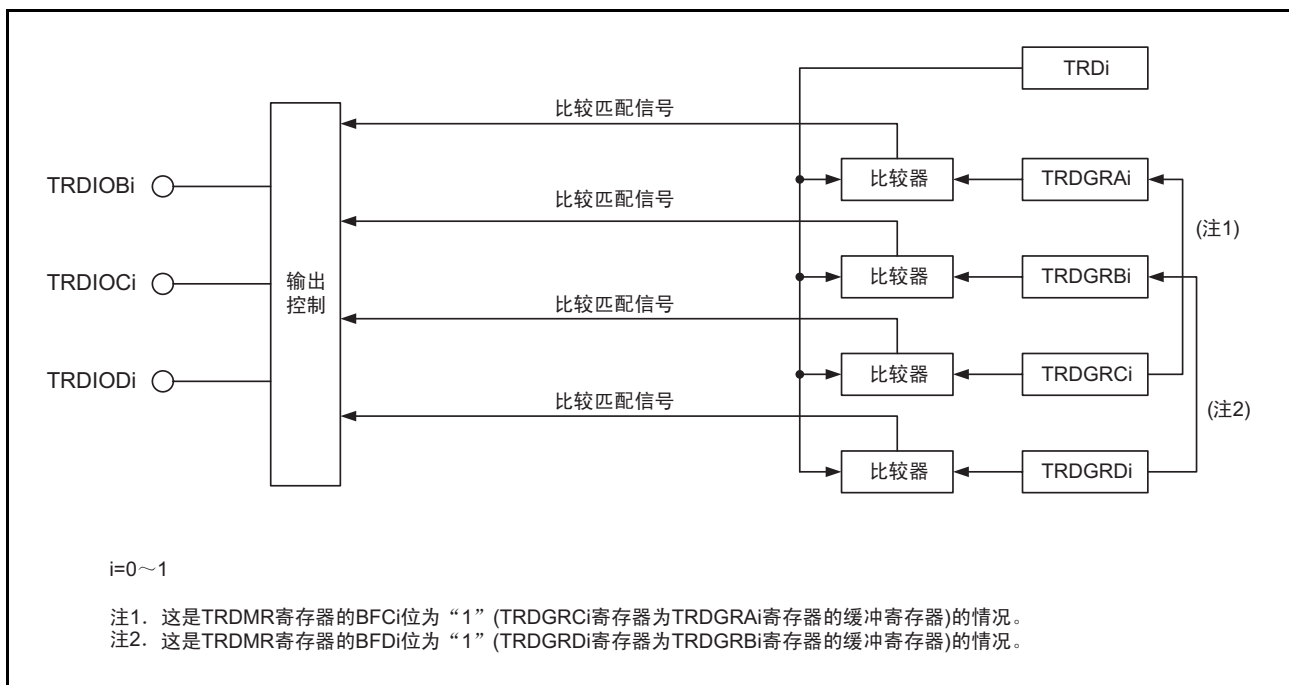 TRDi
比较匹配信号
比较器
TRDGRAi
TRDIOBi
(注1)
比较匹配信号
比较器
TRDGRBi
TRDIOCi
输出
控制
比较匹配信号
比较器
TRDGRCi
TRDIODi
(注2)
比较匹配信号
比较器
TRDGRDi
i=0～1
注1. 这是TRDMR寄存器的BFCi位为“1”(TRDGRCi寄存器为TRDGRAi寄存器的缓冲寄存器)的情况。
注2. 这是TRDMR寄存器的BFDi位为“1”(TRDGRDi寄存器为TRDGRBi寄存器的缓冲寄存器)的情况。